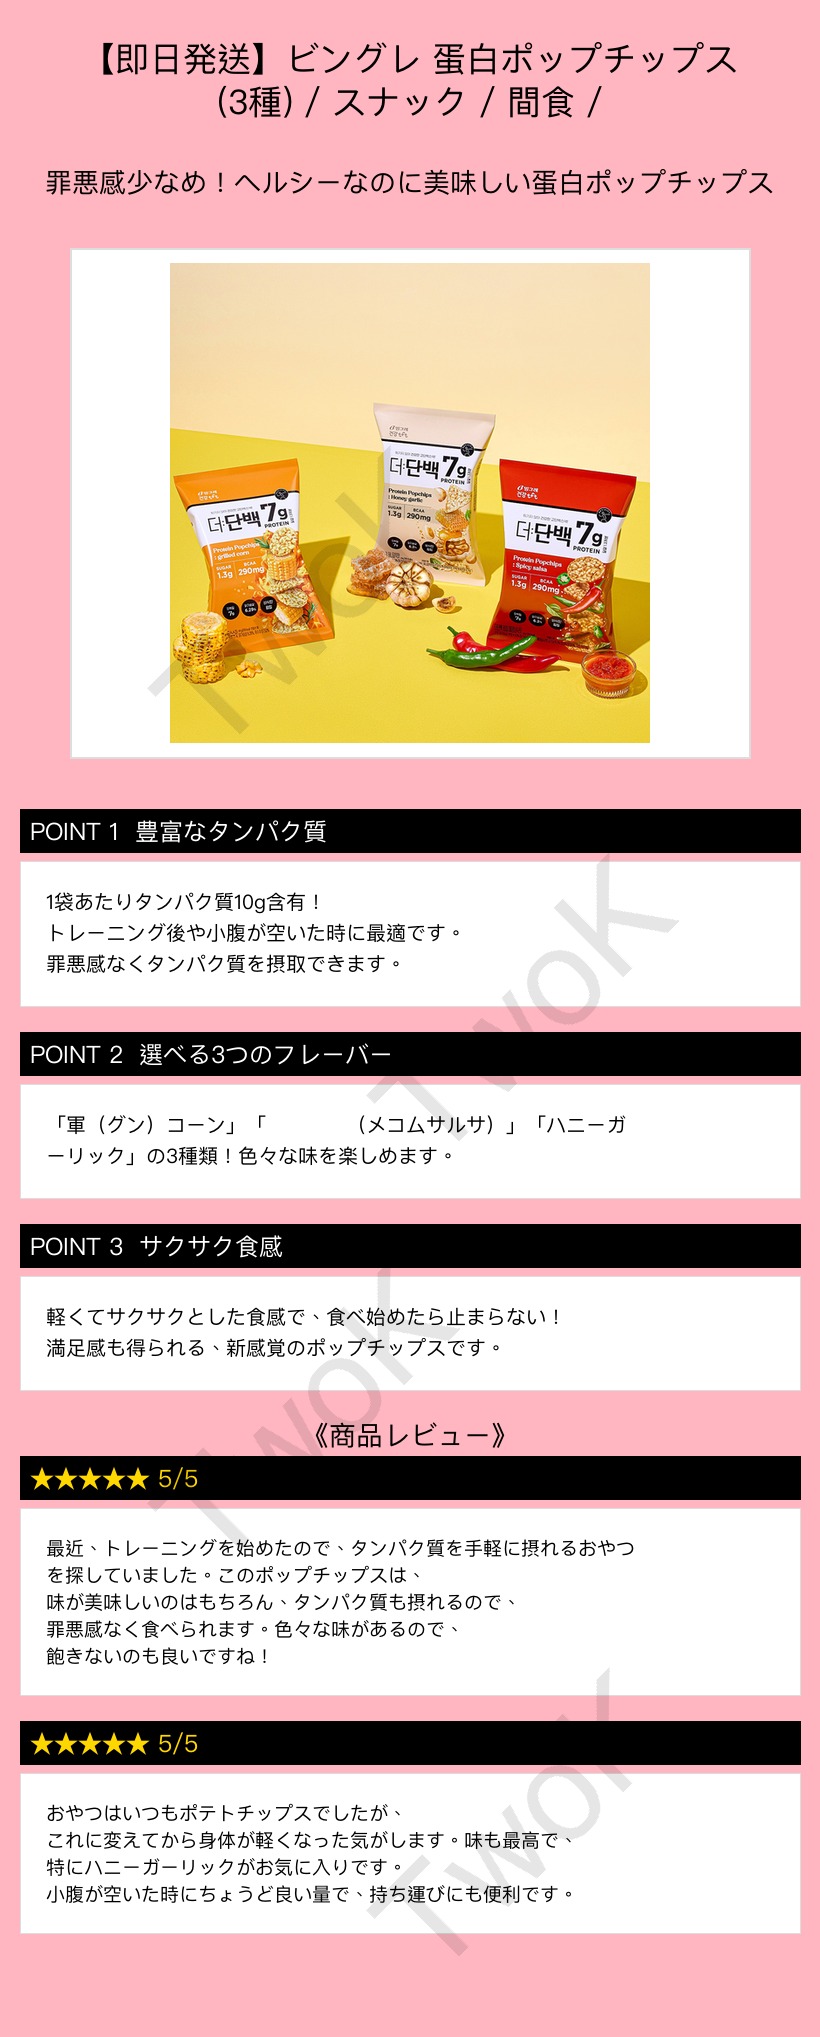 【即日発送】ビングレ 蛋白ポップチップス
(3種) / スナック / 間食 /
罪悪感少なめ！ヘルシーなのに美味しい蛋白ポップチップス
빙그레
건강 tft
더:단백 7g
PROTEIN
Protein Popchips
: grilled corn
SUGAR
1.3g
BCAA
290mg
빙그레
건강 tft
더:단백 7g
PROTEIN
Protein Popchips
: Honey garlic
SUGAR
1.3g
BCAA
290mg
빙그레
건강 tft
더:단백 7g
PROTEIN
Protein Popchips
: Spicy salsa
SUGAR
1.3g
BCAA
290mg
POINT 1 豊富なタンパク質
1袋あたりタンパク質10g含有！
トレーニング後や小腹が空いた時に最適です。
罪悪感なくタンパク質を摂取できます。
POINT 2 選べる3つのフレーバー
「軍（グン）コーン」「　　　　（メコムサルサ）」「ハニーガ
ーリック」の3種類！色々な味を楽しめます。
POINT 3 サクサク食感
軽くてサクサクとした食感で、食べ始めたら止まらない！
満足感も得られる、新感覚のポップチップスです。
《商品レビュー》
★★★★★ 5/5
最近、トレーニングを始めたので、タンパク質を手軽に摂れるおやつ
を探していました。このポップチップスは、
味が美味しいのはもちろん、タンパク質も摂れるので、
罪悪感なく食べられます。色々な味があるので、
飽きないのも良いですね！
★★★★★ 5/5
おやつはいつもポテトチップスでしたが、
これに変えてから身体が軽くなった気がします。味も最高で、
特にハニーガーリックがお気に入りです。
小腹が空いた時にちょうど良い量で、持ち運びにも便利です。
TwoK
TwoK
TwoK
TwoK